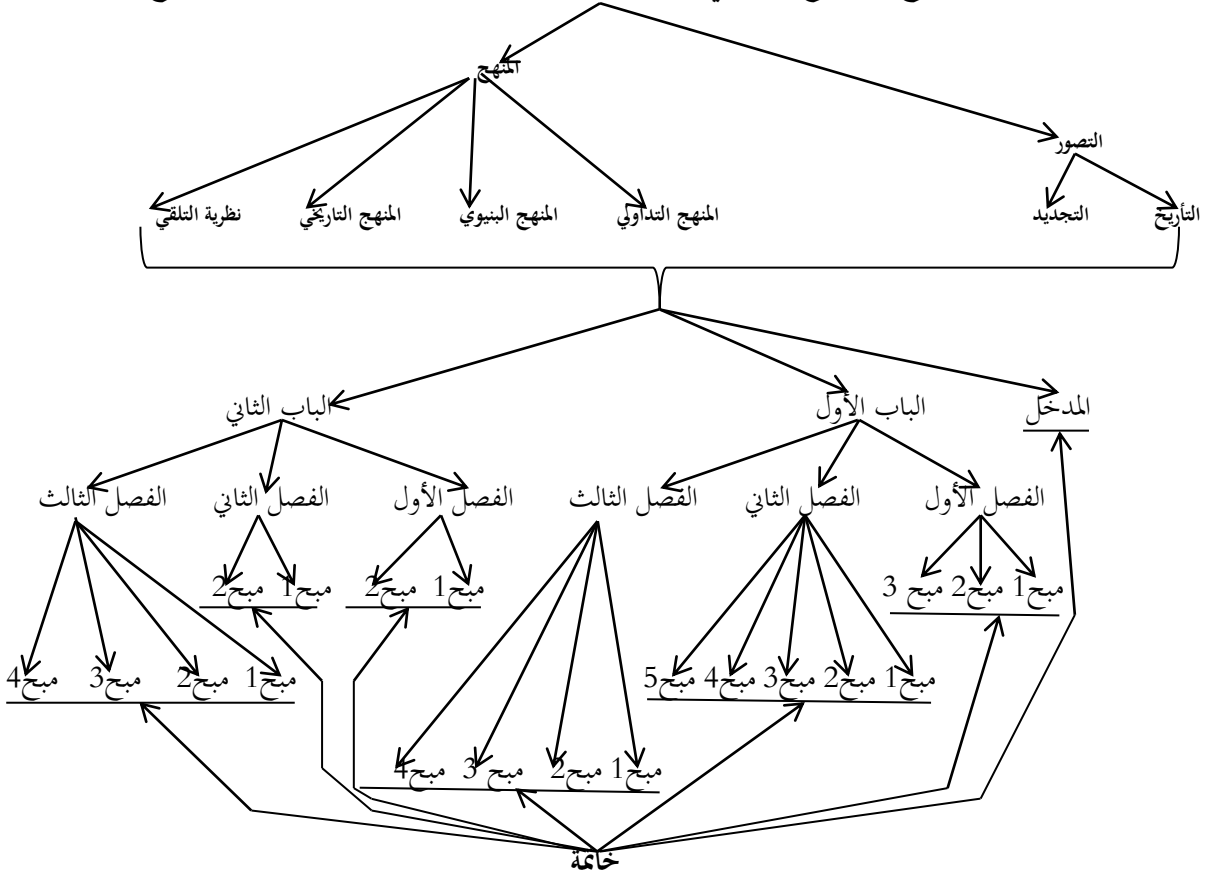 المنهج
التصور
التأريخ التجديد المنهج التداولي المنهج البنيوي المنهج التاريخي نظرية التلقي
المدخل الباب الأول الباب الثاني
الفصل الأول الفصل الثاني الفصل الثالث الفصل الأول الفصل الثاني الفصل الثالث
مبح1 مبح2 مبح 3 مبح1 مبح2 مبح1 مبح2
مبح1 مبح2 مبح3 مبح4 مبح5 مبح1 مبح2 مبح3 مبح4
مبح1 مبح2 مبح 3 مبح4
خاتمة